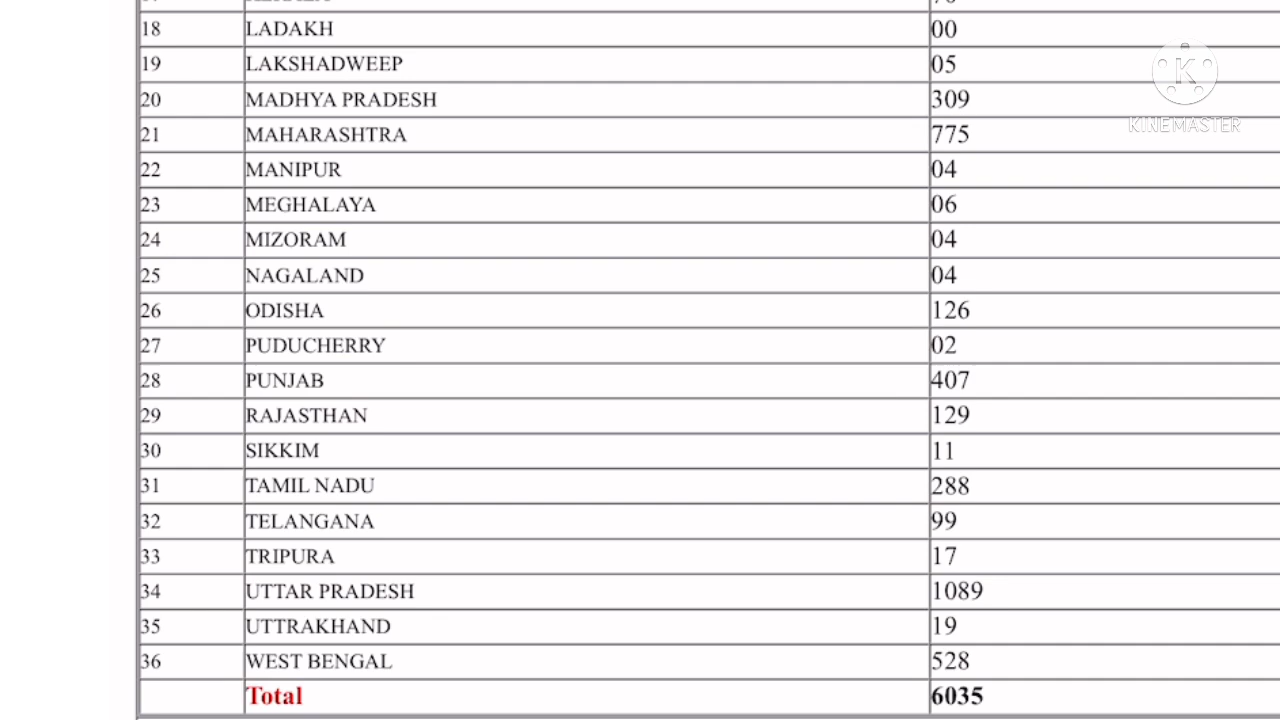 18 LADAKH 00
19 LAKSHADWEEP 05
20 MADHYA PRADESH 309
21 MAHARASHTRA 775
22 MANIPUR 04
23 MEGHALAYA 06
24 MIZORAM 04
25 NAGALAND 04
26 ODISHA 126
27 PUDUCHERRY 02
28 PUNJAB 407
29 RAJASTHAN 129
30 SIKKIM 11
31 TAMIL NADU 288
32 TELANGANA 99
33 TRIPURA 17
34 UTTAR PRADESH 1089
35 UTTRAKHAND 19
36 WEST BENGAL 528
Total 6035
K
KINEMASTER